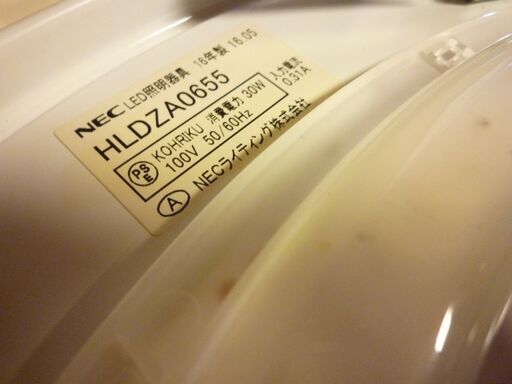 NEC LED照明器具 16年製 16.05
HLDZA0655
PSE KOHRIKU 消費電力 30W 入力電流
100V 50/60Hz 0.31A
A NECライティング株式会社